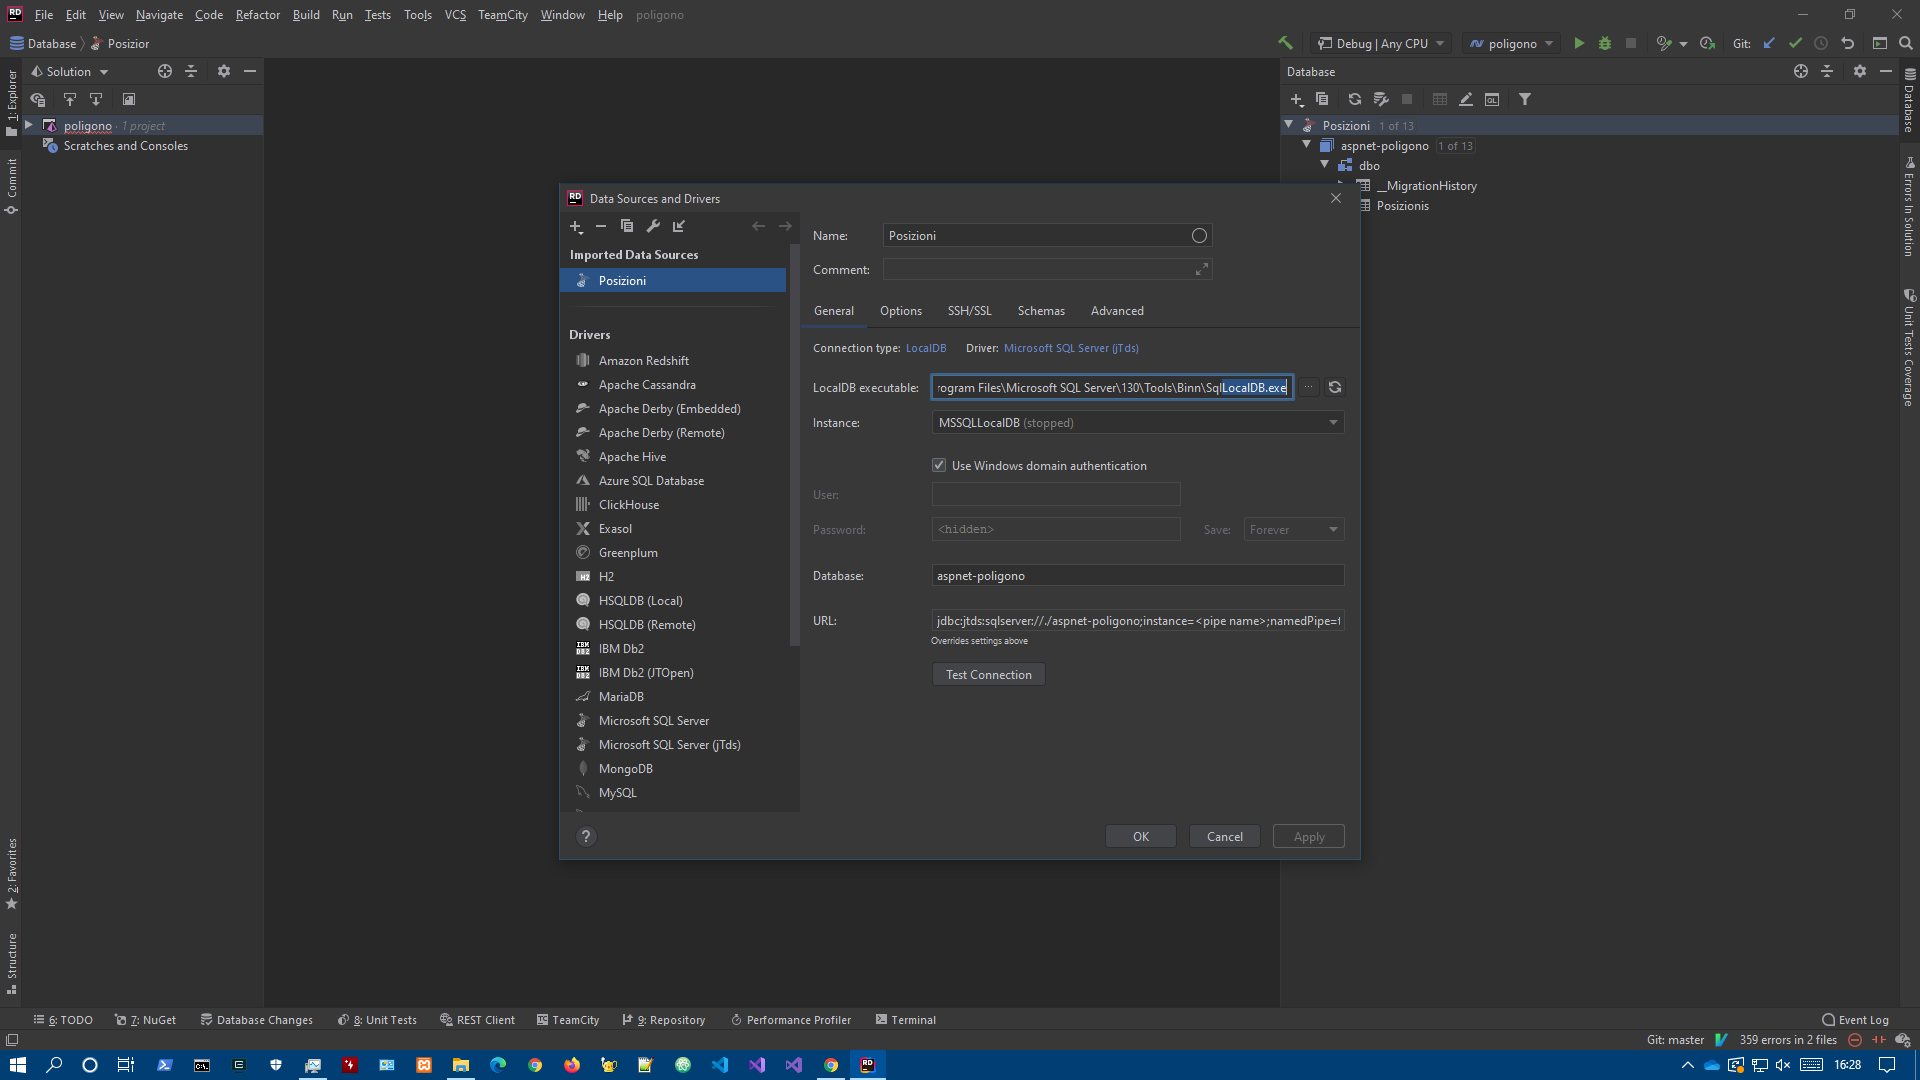 File Edit View Navigate Code Refactor Build Run Tests Tools VCS TeamCity Window Help poligono
Database Posizior
Debug | Any CPU poligono Git:
Solution
Database
1: Explorer
poligono · 1 project
Scratches and Consoles
Commit
2: Favorites
Structure
Posizioni 1 of 13
aspnet-poligono 1 of 13
dbo
__MigrationHistory
Posizionis
Database
Errors In Solution
Unit Tests Coverage
Data Sources and Drivers
Imported Data Sources
Posizioni
Drivers
Amazon Redshift
Apache Cassandra
Apache Derby (Embedded)
Apache Derby (Remote)
Apache Hive
Azure SQL Database
ClickHouse
Exasol
Greenplum
H2
HSQLDB (Local)
HSQLDB (Remote)
IBM Db2
IBM Db2 (JTOpen)
MariaDB
Microsoft SQL Server
Microsoft SQL Server (jTds)
MongoDB
MySQL
Name: Posizioni
Comment:
General Options SSH/SSL Schemas Advanced
Connection type: LocalDB Driver: Microsoft SQL Server (jTds)
LocalDB executable: rogram Files\Microsoft SQL Server\130\Tools\Binn\SqlLocalDB.exe
Instance: MSSQLLocalDB (stopped)
Use Windows domain authentication
User:
Password: <hidden> Save: Forever
Database: aspnet-poligono
URL: jdbc:jtds:sqlserver://./aspnet-poligono;instance=<pipe name>;namedPipe=t
Overrides settings above
Test Connection
? OK Cancel Apply
6: TODO 7: NuGet Database Changes 8: Unit Tests REST Client TeamCity 9: Repository Performance Profiler Terminal Event Log
Git: master 359 errors in 2 files
16:28